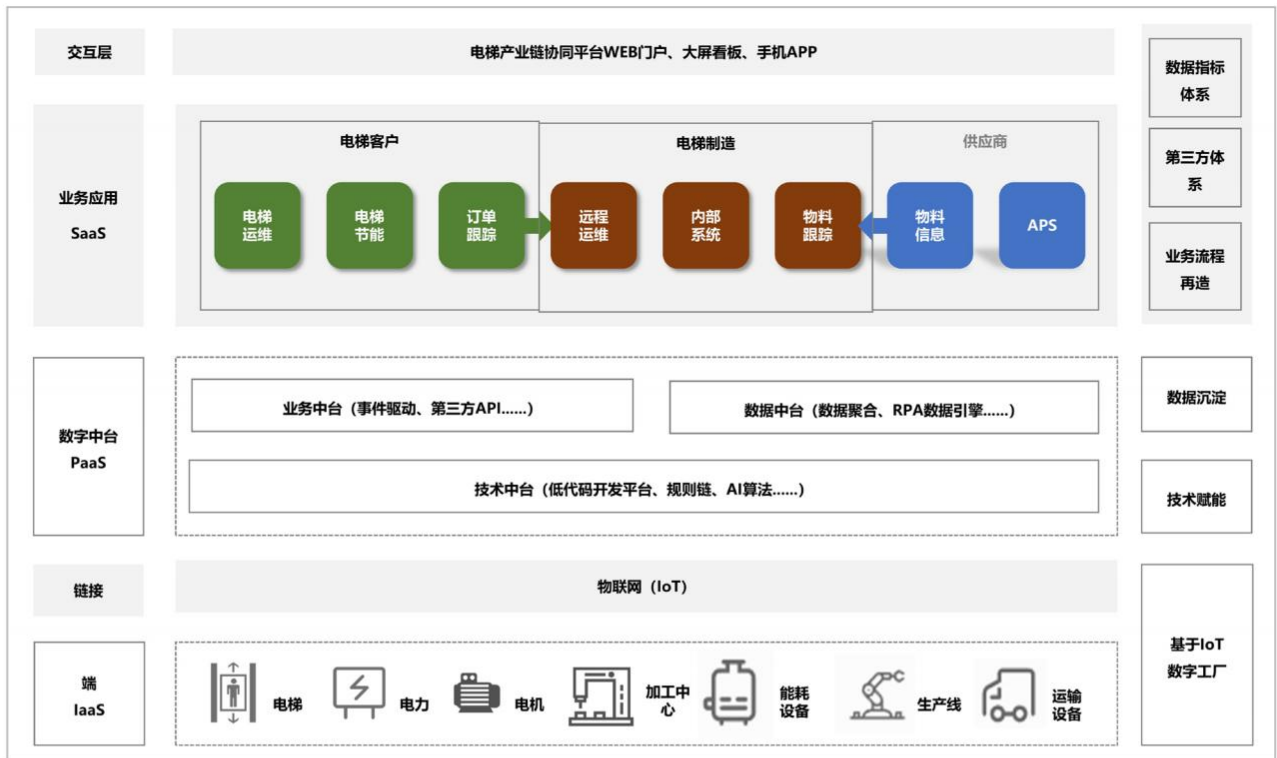 交互层
电梯产业链协同平台WEB门户、大屏看板、手机APP
数据指标
体系
第三方体
系
业务流程
再造
业务应用
SaaS
电梯客户
电梯制造
供应商
电梯
运维
电梯
节能
订单
跟踪
远程
运维
内部
系统
物料
跟踪
物料
信息
APS
数字中台
PaaS
业务中台（事件驱动、第三方API......）
数据中台（数据聚合、RPA数据引擎......）
技术中台（低代码开发平台、规则链、AI算法......）
数据沉淀
技术赋能
链接
物联网（IoT）
基于IoT
数字工厂
端
IaaS
电梯
电力
电机
加工中
心
能耗
设备
生产线
运输
设备